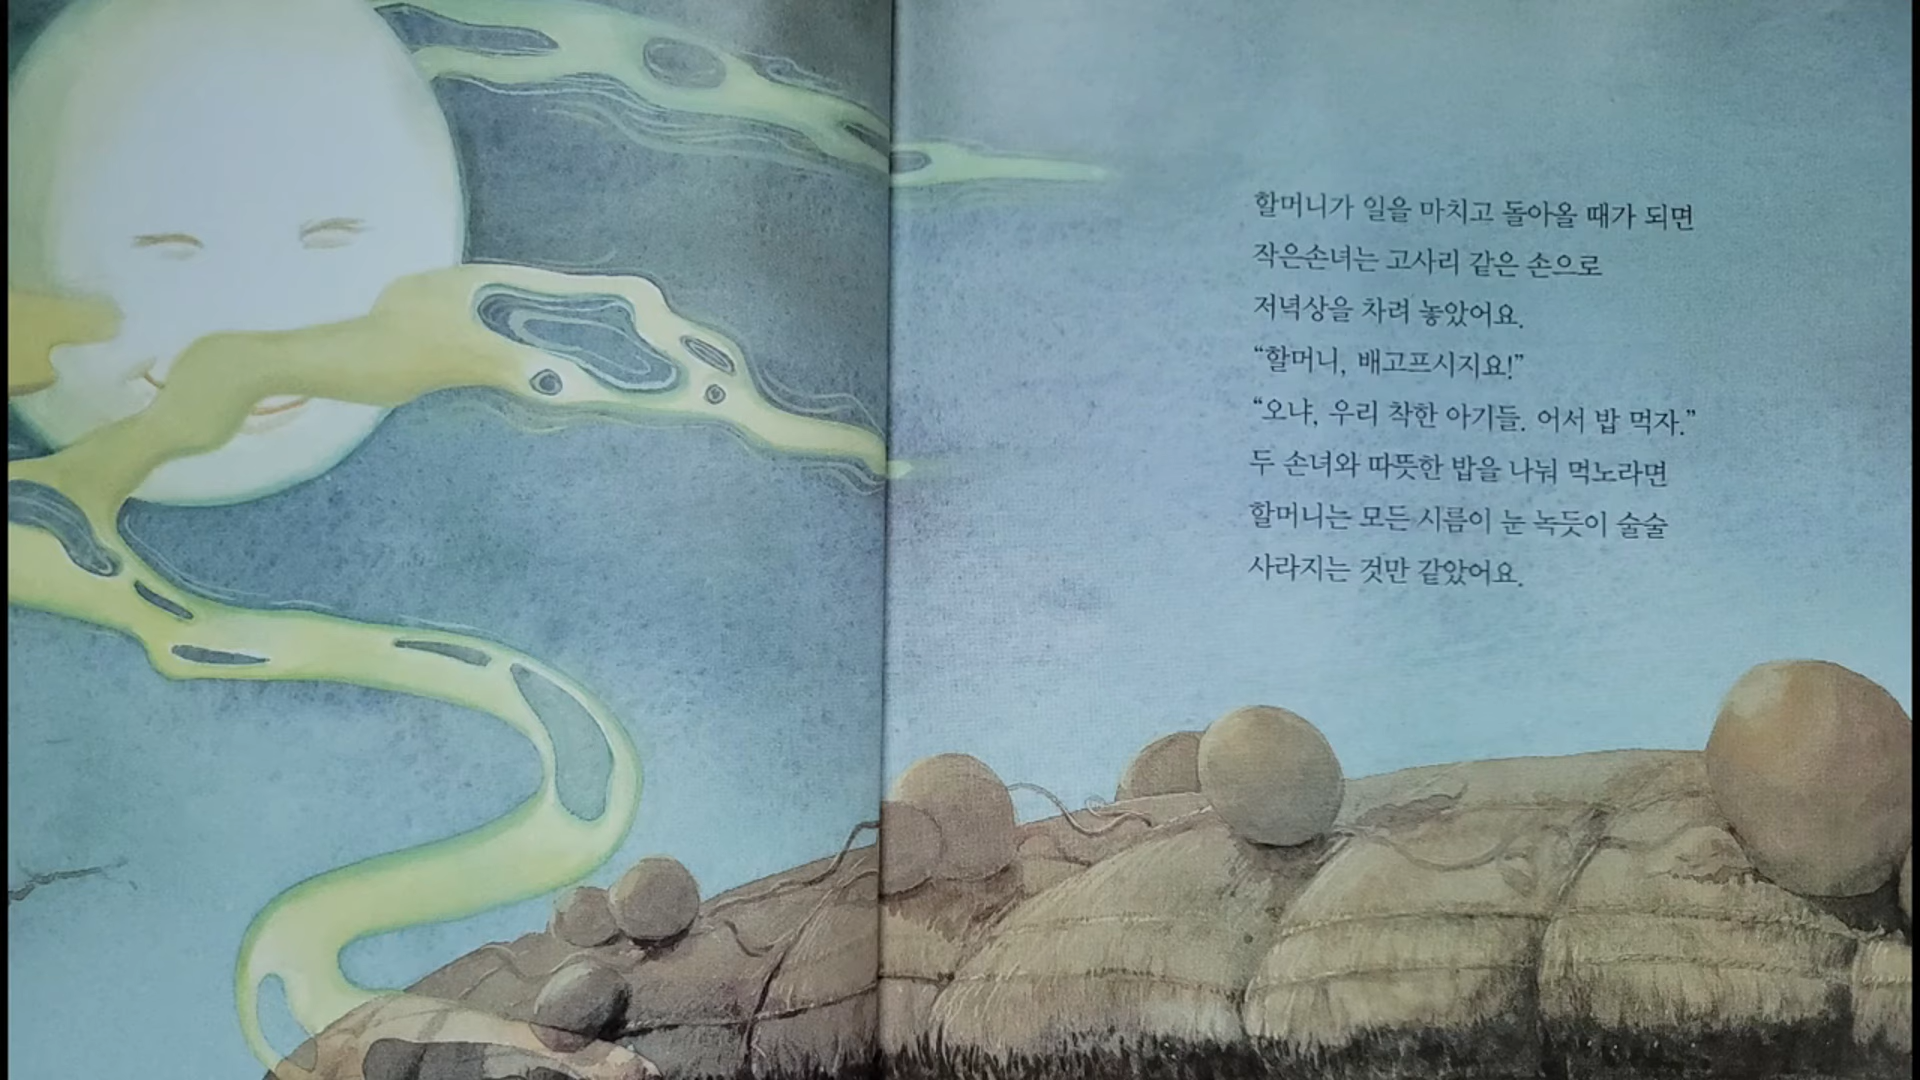 할머니가 일을 마치고 돌아올 때가 되면
작은손녀는 고사리 같은 손으로
저녁상을 차려 놓았어요.
“할머니, 배고프시지요!”
“오냐, 우리 착한 아기들. 어서 밥 먹자.”
두 손녀와 따뜻한 밥을 나눠 먹노라면
할머니는 모든 시름이 눈 녹듯이 술술
사라지는 것만 같았어요.